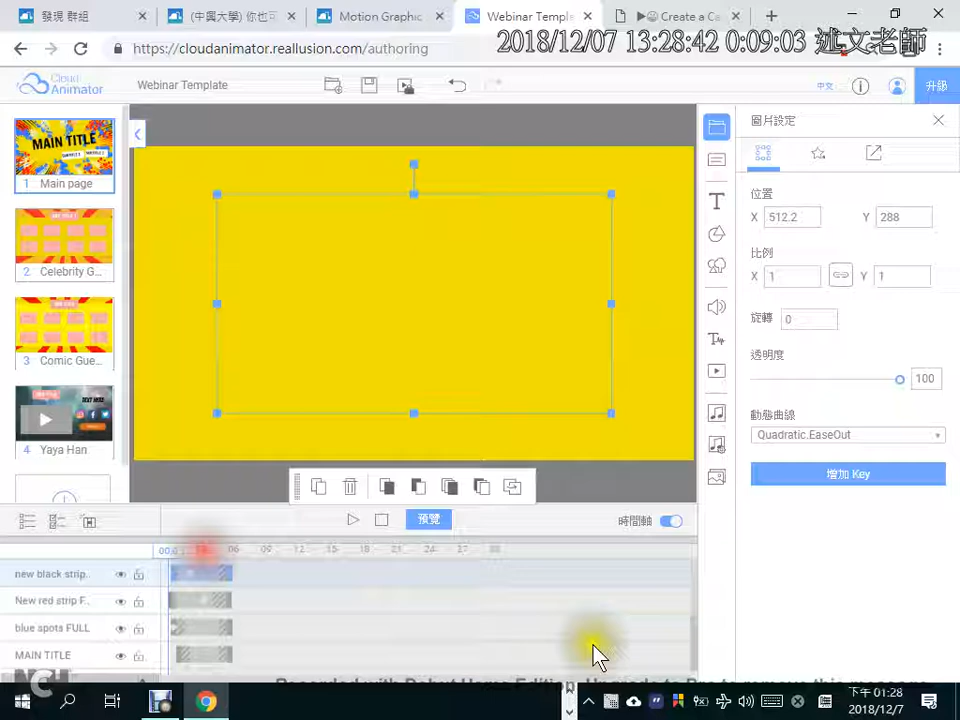 發現 群組
(中興大學) 你也可
Motion Graphic
Webinar Templ
Create a Ca
https://cloudanimator.reallusion.com/authoring
2018/12/07 13:28:42 0:09:03 述文老師
Cloud Animator
Webinar Template
中文
升級
MAIN TITLE
1 Main page
2 Celebrity G...
3 Comic Gue...
4 Yaya Han
圖片設定
位置
X 512.2 Y 288
比例
X 1 Y 1
旋轉 0
透明度
100
動態曲線
Quadratic.EaseOut
增加 Key
預覽
時間軸
06 09 12 15 18 21 24 27 30
new black strip..
New red strip F..
blue spots FULL
MAIN TITLE
NCH
Recorded with Debut Home Edition. Upgrade to Pro to remove this message
下午 01:28
2018/12/7